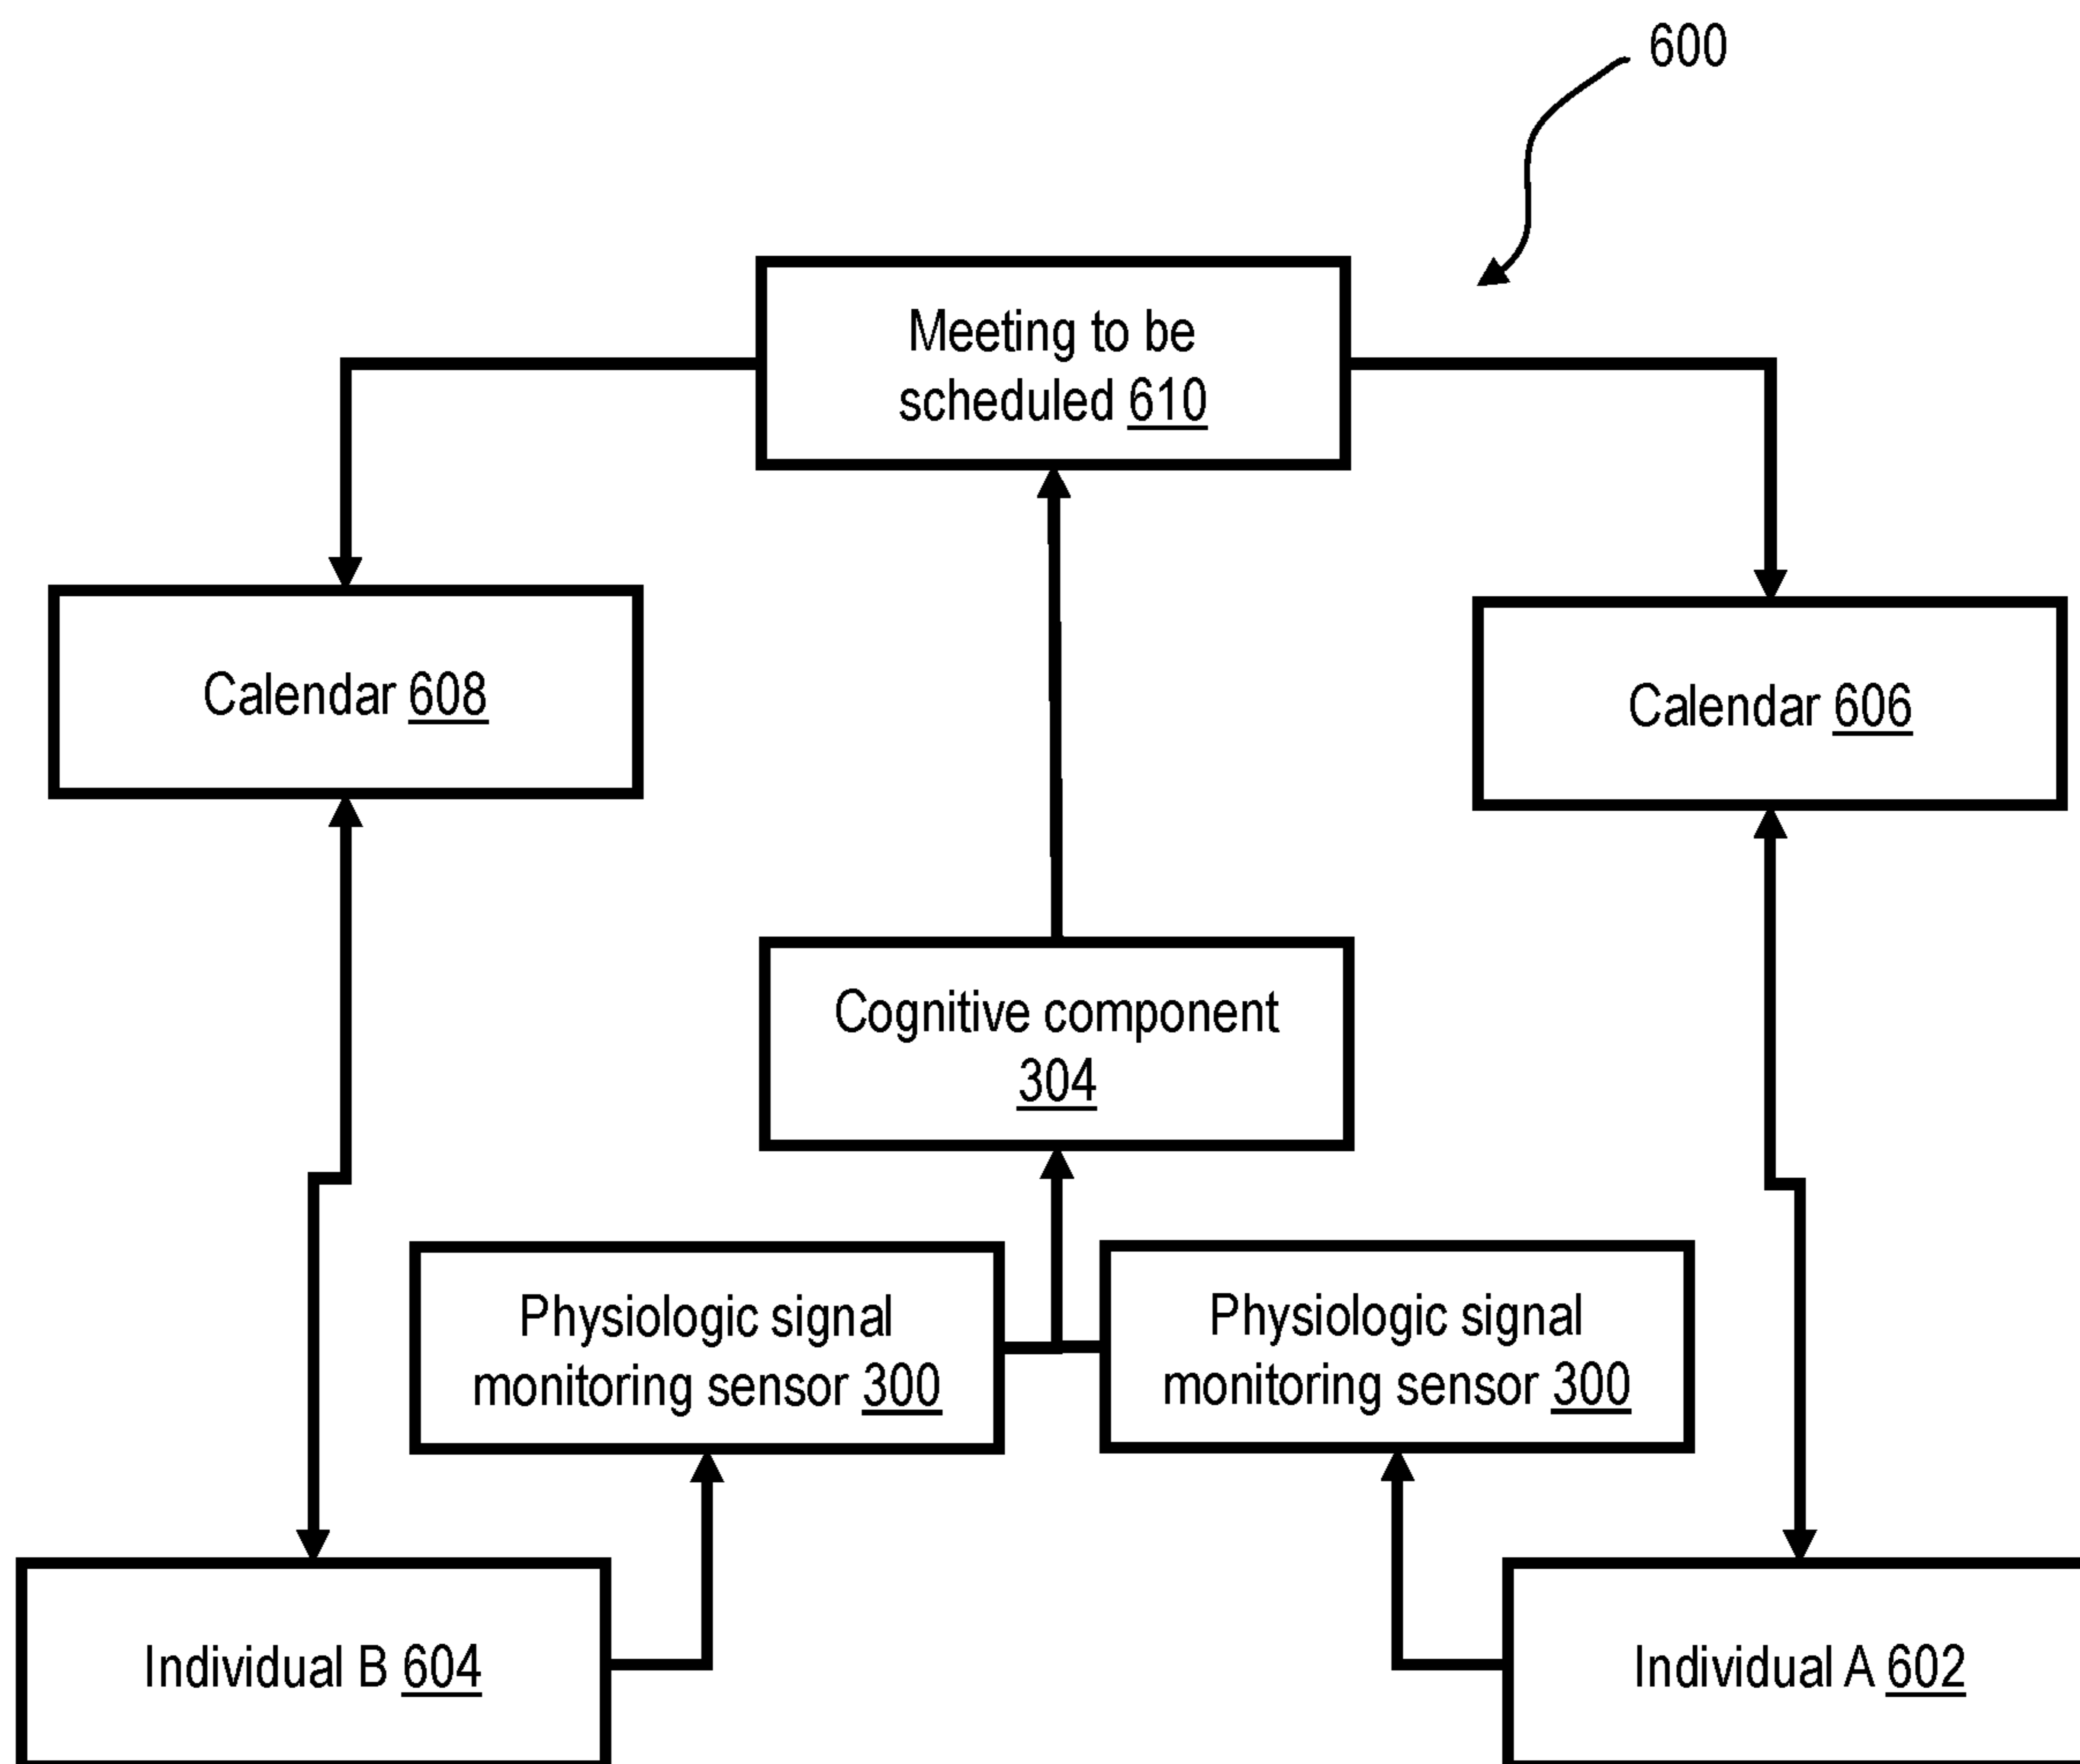 600
Meeting to be
scheduled 610
Calendar 608
Calendar 606
Cognitive component
304
Physiologic signal
monitoring sensor 300
Physiologic signal
monitoring sensor 300
Individual B 604
Individual A 602